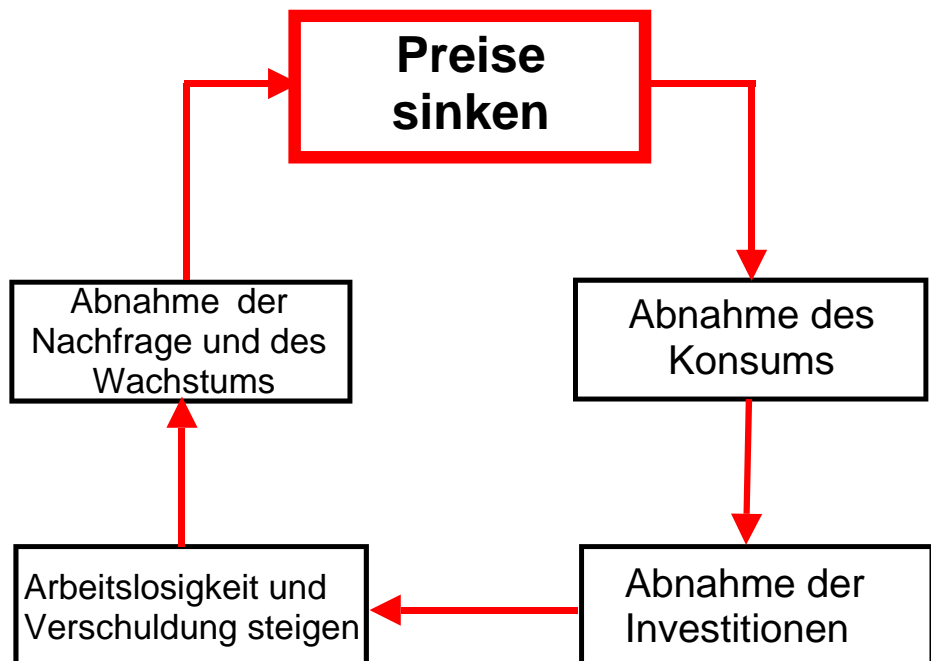 Preise
sinken
Abnahme des
Konsums
Abnahme der
Investitionen
Arbeitslosigkeit und
Verschuldung steigen
Abnahme der
Nachfrage und des
Wachstums